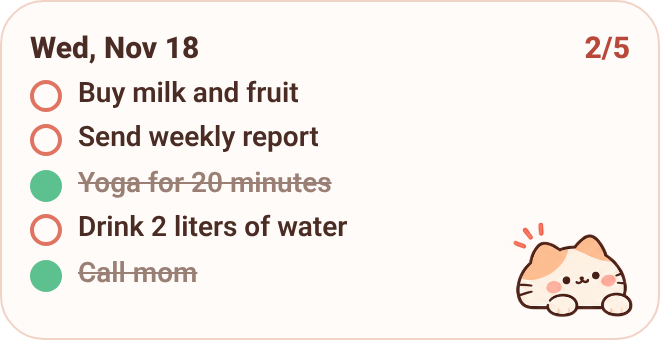 Wed, Nov 18 2/5
Buy milk and fruit
Send weekly report
Yoga for 20 minutes
Drink 2 liters of water
Call mom